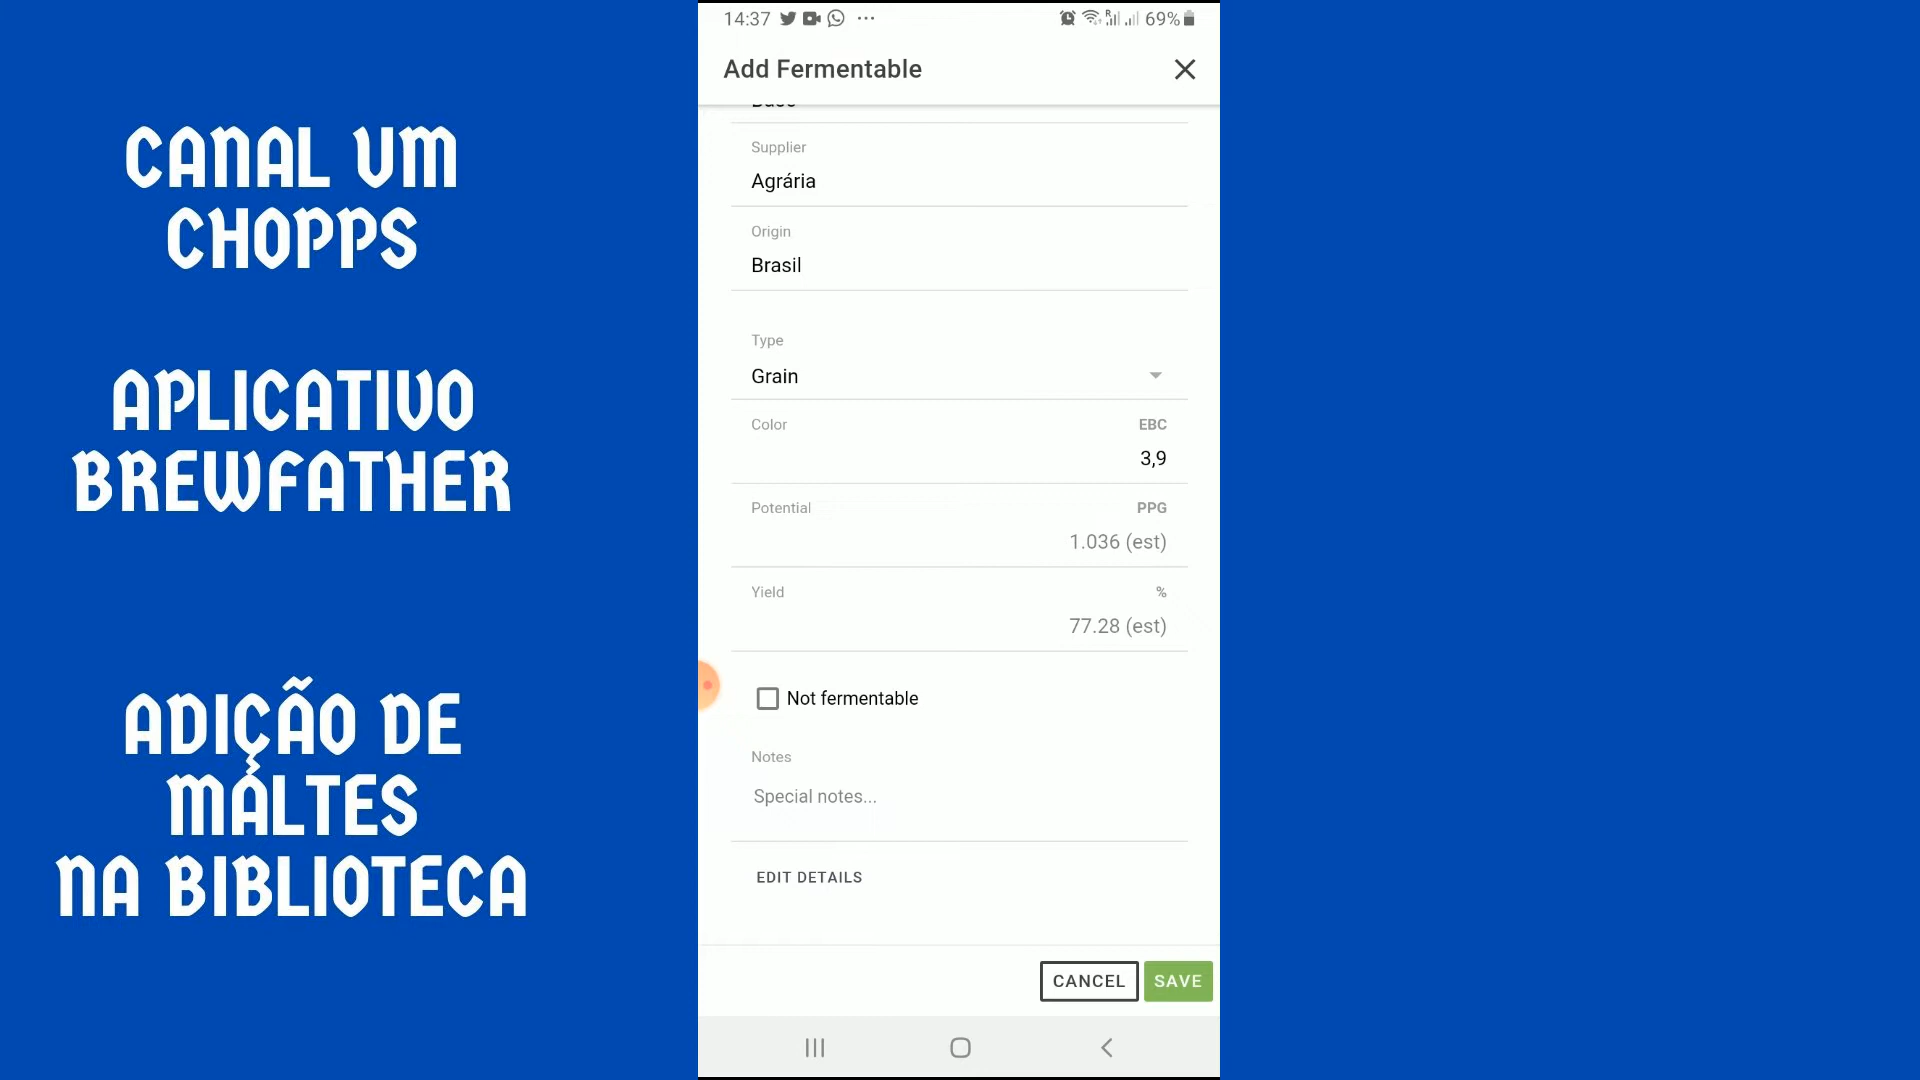 CANAL VM
CHOPPS
APLICATIVO
BREWFATHER
ADIÇÃO DE
MALTES
NA BIBLIOTECA
14:37 69%
Add Fermentable
Supplier
Agrária
Origin
Brasil
Type
Grain
Color EBC
3,9
Potential PPG
1.036 (est)
Yield %
77.28 (est)
Not fermentable
Notes
Special notes...
EDIT DETAILS
CANCEL SAVE